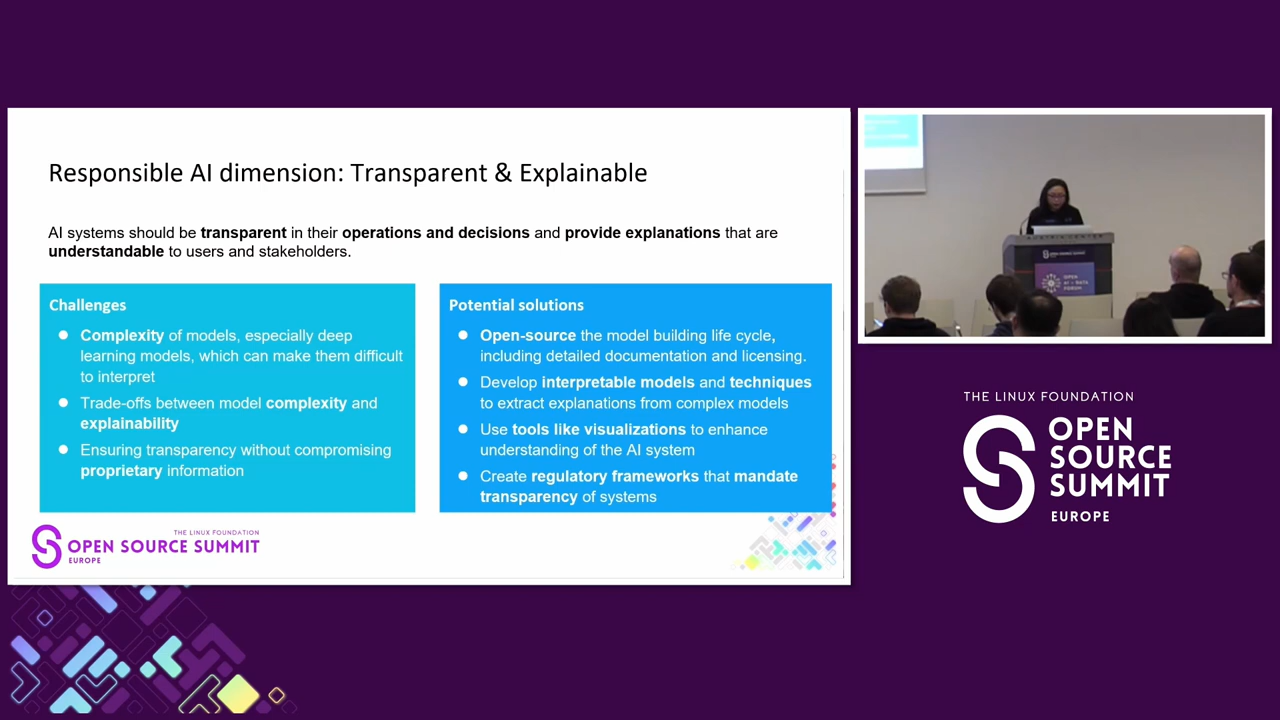 Responsible AI dimension: Transparent & Explainable
AI systems should be transparent in their operations and decisions and provide explanations that are
understandable to users and stakeholders.
Challenges
● Complexity of models, especially deep
learning models, which can make them difficult
to interpret
● Trade-offs between model complexity and
explainability
● Ensuring transparency without compromising
proprietary information
Potential solutions
● Open-source the model building life cycle,
including detailed documentation and licensing.
● Develop interpretable models and techniques
to extract explanations from complex models
● Use tools like visualizations to enhance
understanding of the AI system
● Create regulatory frameworks that mandate
transparency of systems
THE LINUX FOUNDATION
OPEN SOURCE SUMMIT
EUROPE
OPEN
AI + DATA
FORUM
THE LINUX FOUNDATION
OPEN
SOURCE
SUMMIT
EUROPE